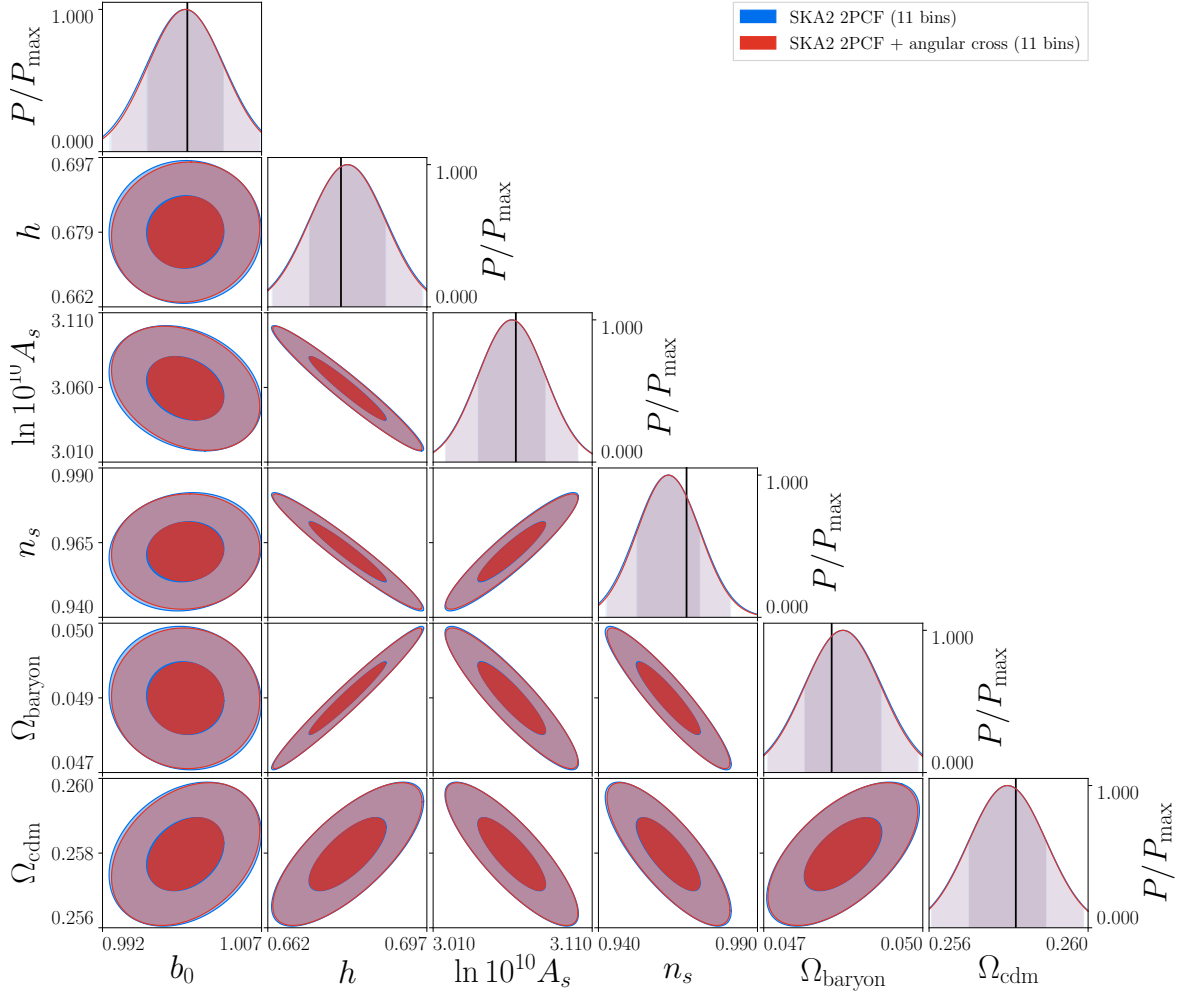 SKA2 2PCF (11 bins)
SKA2 2PCF + angular cross (11 bins)
P/P_max
1.000
0.000
h
0.697
0.679
0.662
1.000
0.000
P/P_max
ln 10^10 A_s
3.110
3.060
3.010
1.000
0.000
P/P_max
n_s
0.990
0.965
0.940
1.000
0.000
P/P_max
Ω_baryon
0.050
0.049
0.047
1.000
0.000
P/P_max
Ω_cdm
0.260
0.258
0.256
1.000
0.000
P/P_max
0.992 1.007 0.662 0.697 3.010 3.110 0.940 0.990 0.047 0.050 0.256 0.260
b_0 h ln 10^10 A_s n_s Ω_baryon Ω_cdm